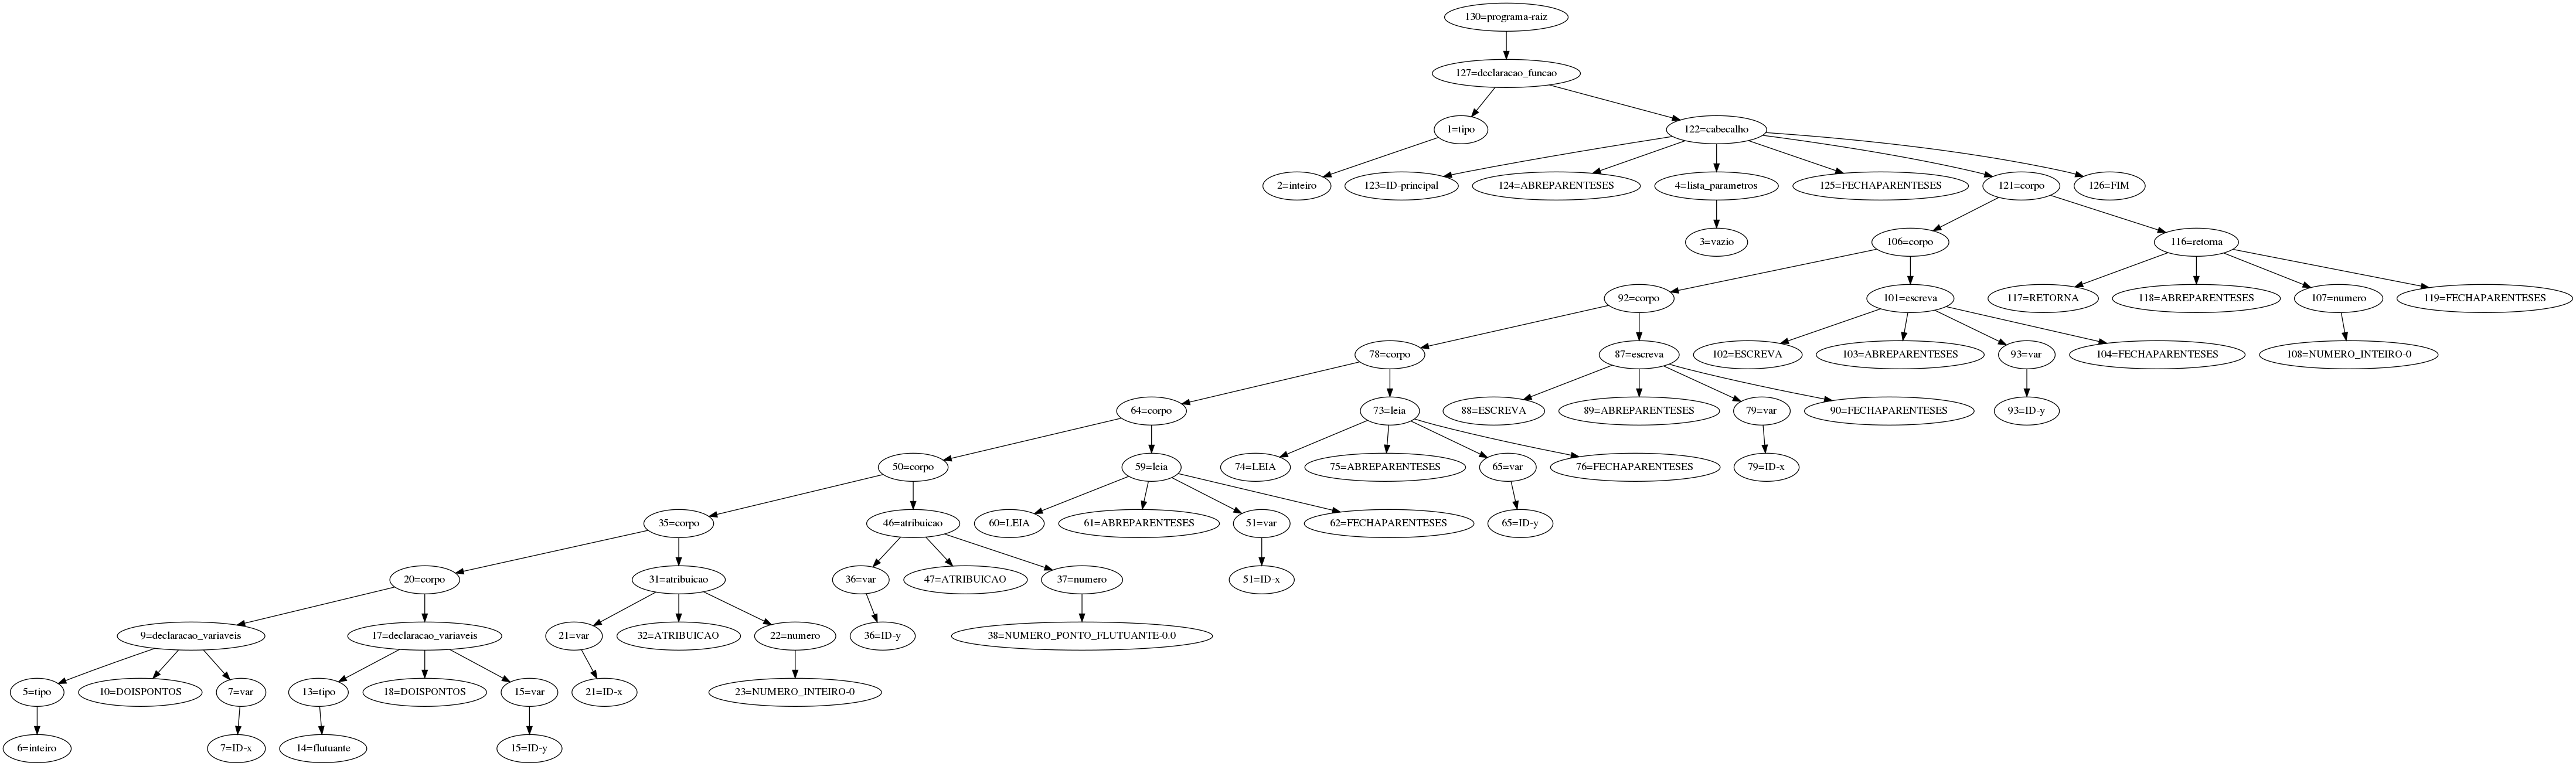 130=programa-raiz
127=declaracao_funcao
1=tipo
122=cabecalho
2=inteiro
123=ID-principal
124=ABREPARENTESES
4=lista_parametros
125=FECHAPARENTESES
121=corpo
126=FIM
3=vazio
106=corpo
116=retorna
92=corpo
101=escreva
117=RETORNA
118=ABREPARENTESES
107=numero
119=FECHAPARENTESES
78=corpo
87=escreva
102=ESCREVA
103=ABREPARENTESES
93=var
104=FECHAPARENTESES
108=NUMERO_INTEIRO-0
64=corpo
73=leia
88=ESCREVA
89=ABREPARENTESES
79=var
90=FECHAPARENTESES
93=ID-y
50=corpo
59=leia
74=LEIA
75=ABREPARENTESES
65=var
76=FECHAPARENTESES
79=ID-x
35=corpo
46=atribuicao
60=LEIA
61=ABREPARENTESES
51=var
62=FECHAPARENTESES
65=ID-y
20=corpo
31=atribuicao
36=var
47=ATRIBUICAO
37=numero
51=ID-x
9=declaracao_variaveis
17=declaracao_variaveis
21=var
32=ATRIBUICAO
22=numero
36=ID-y
38=NUMERO_PONTO_FLUTUANTE-0.0
5=tipo
10=DOISPONTOS
7=var
13=tipo
18=DOISPONTOS
15=var
21=ID-x
23=NUMERO_INTEIRO-0
6=inteiro
7=ID-x
14=flutuante
15=ID-y